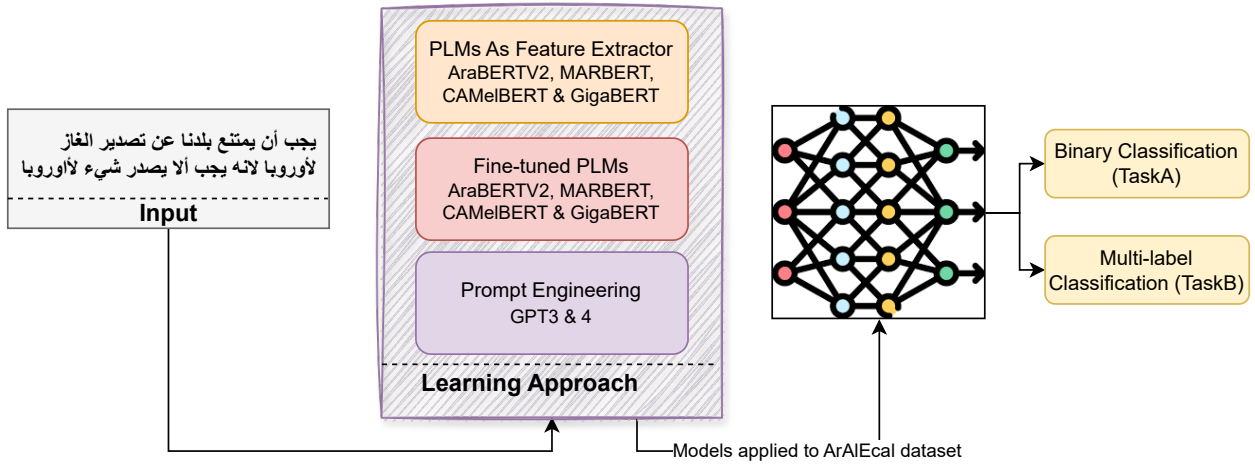 يجب أن يمتنع بلدنا عن تصدير الغاز
لأوروبا لانه يجب ألا يصدر شيء لأاوروبا
Input
PLMs As Feature Extractor
AraBERTV2, MARBERT,
CAMelBERT & GigaBERT
Fine-tuned PLMs
AraBERTV2, MARBERT,
CAMelBERT & GigaBERT
Prompt Engineering
GPT3 & 4
Learning Approach
Models applied to ArAIEcal dataset
Binary Classification
(TaskA)
Multi-label
Classification (TaskB)